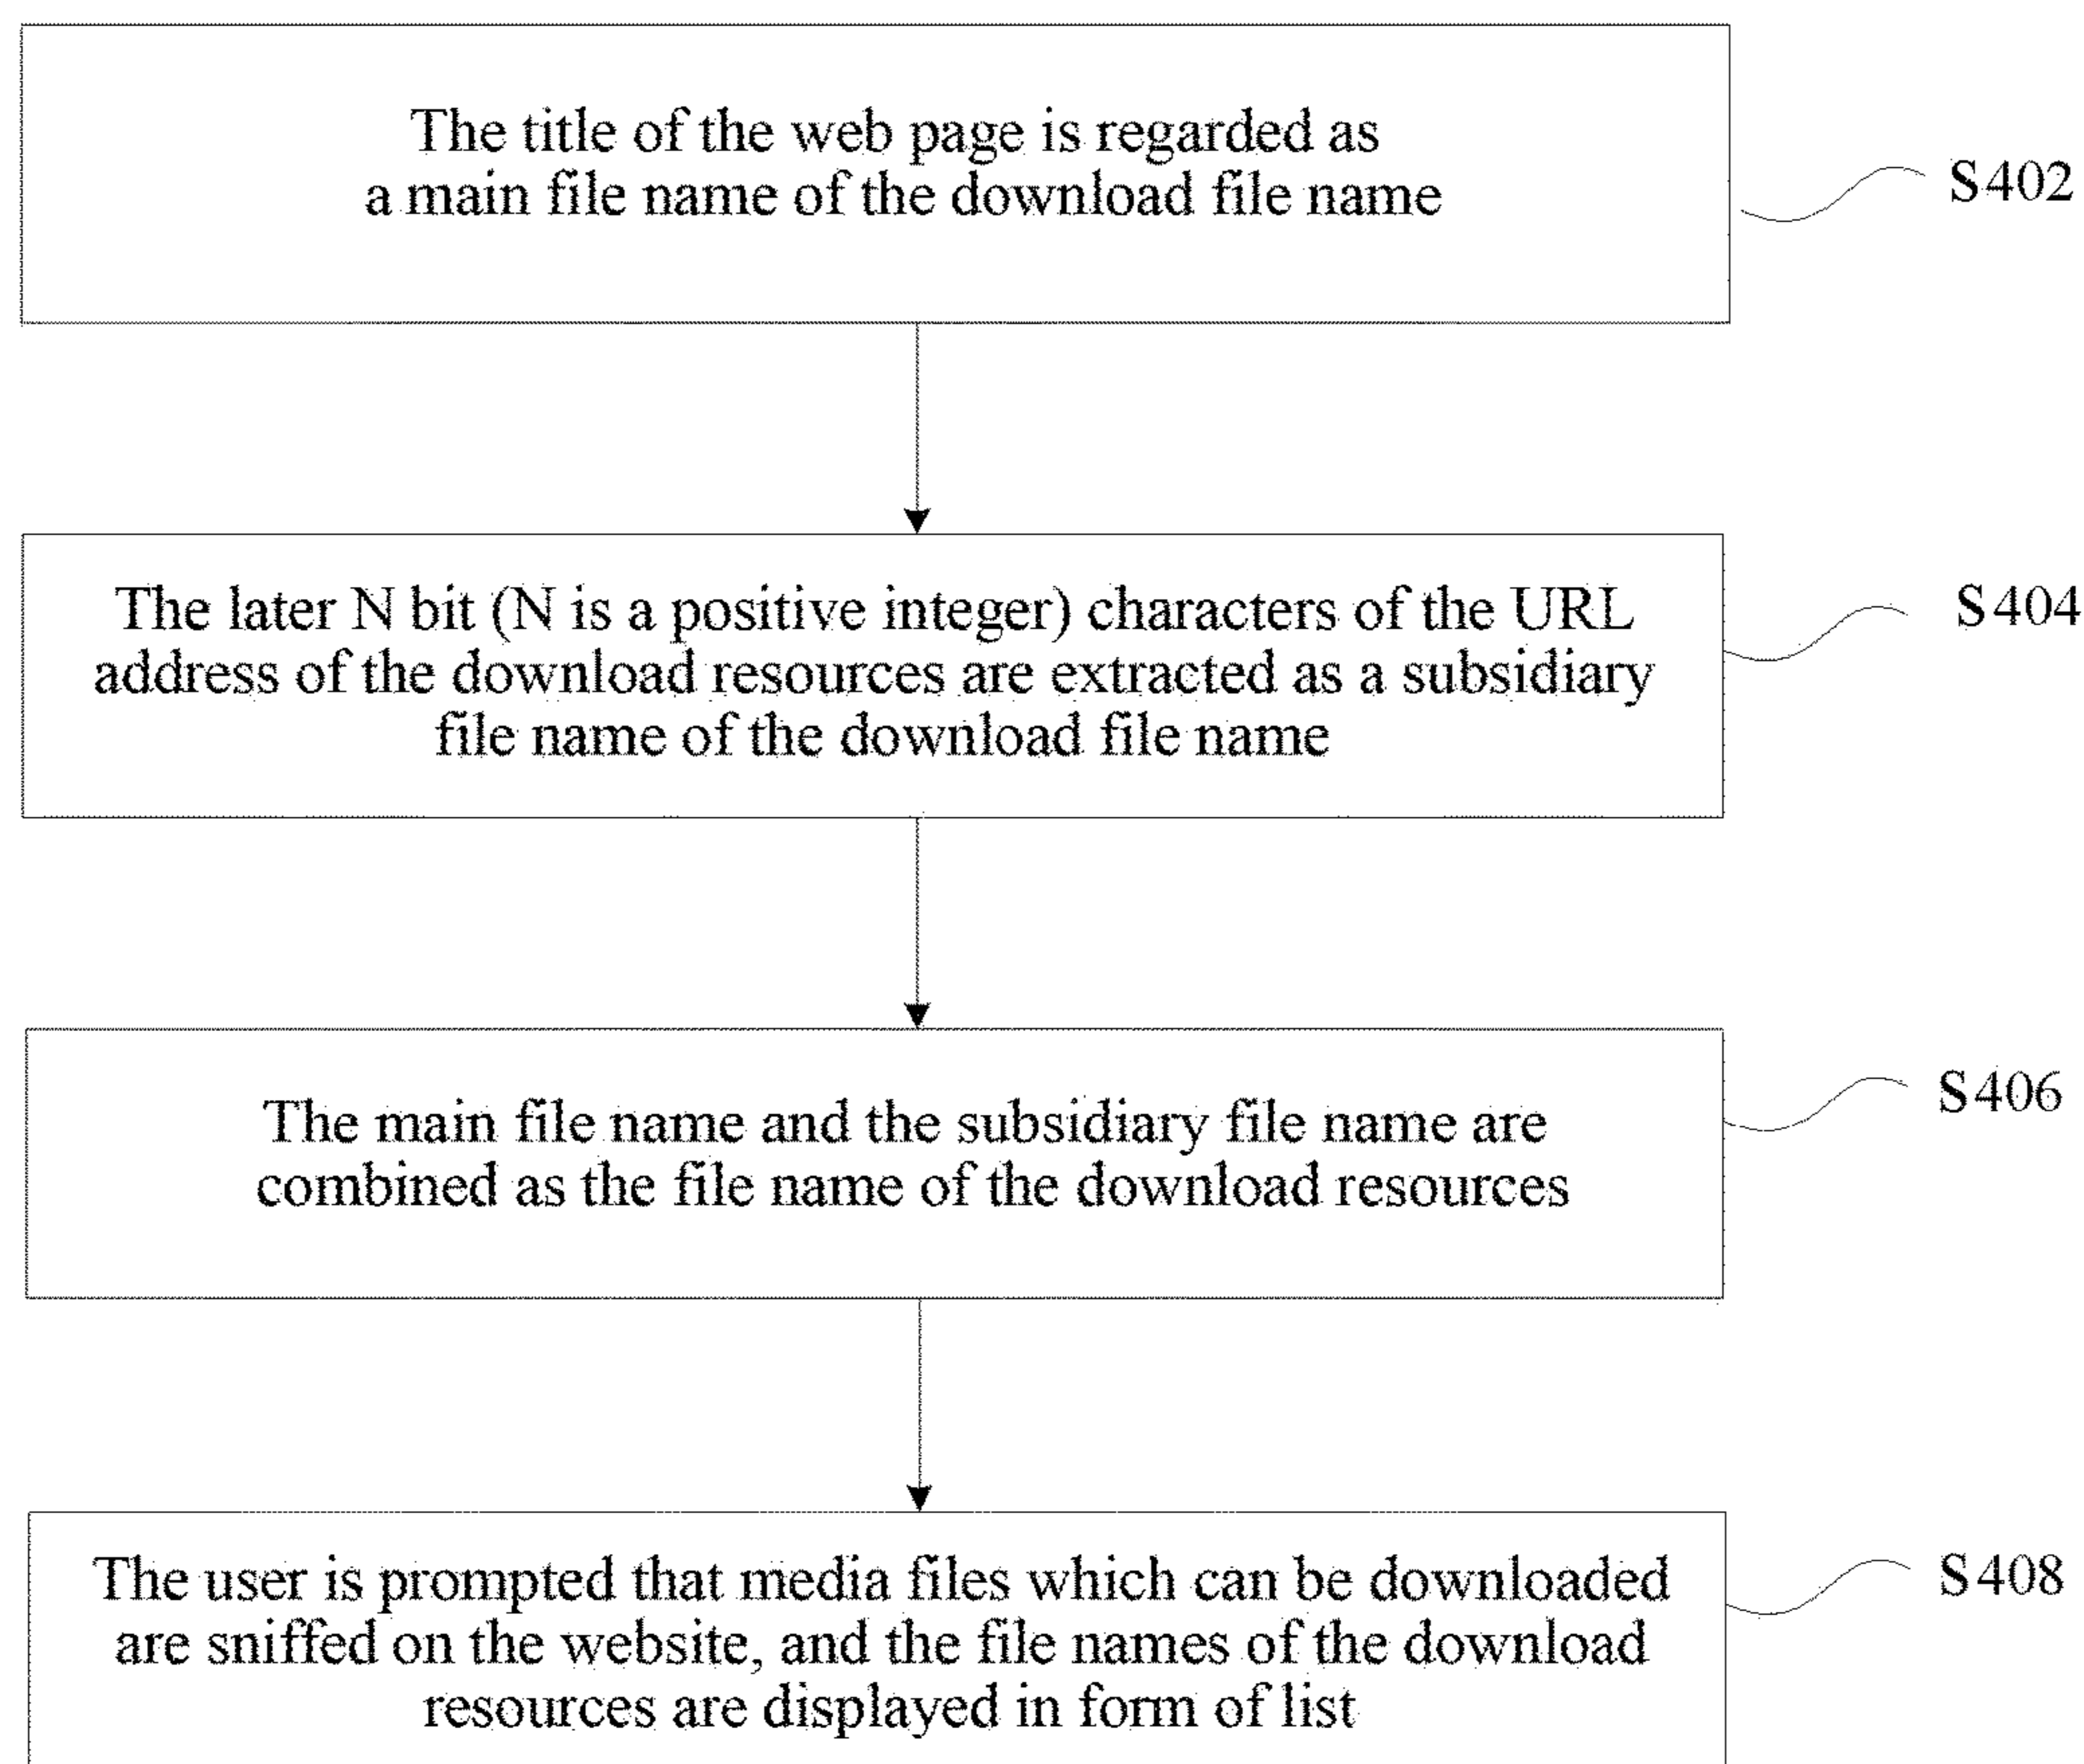 The title of the web page is regarded as
a main file name of the download file name
S402
The later N bit (N is a positive integer) characters of the URL
address of the download resources are extracted as a subsidiary
file name of the download file name
S404
The main file name and the subsidiary file name are
combined as the file name of the download resources
S406
The user is prompted that media files which can be downloaded
are sniffed on the website, and the file names of the download
resources are displayed in form of list
S408